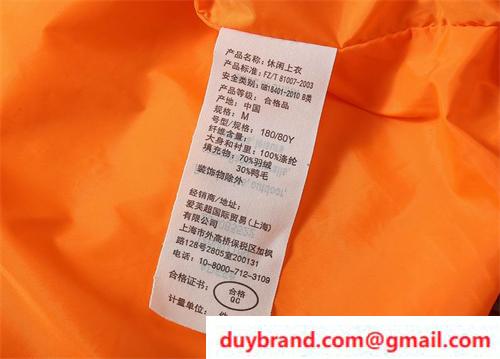 产品名称: 休闲上衣
产品标准: FZ/T 81007-2003
安全类别: GB18401-2010 B类
产品等级: 合格品
产地: 中国
规格: M
号型/规格: 180/80Y
纤维含量:
大身和衬里: 100%涤纶
填充物: 70%羽绒
30%鸭毛
装饰物除外
经销商/地址:
爱芙趋国际贸易(上海)
有限公司
上海市外高桥保税区加枫
路128号2805室200131
电话: 10-8000-712-3109
合格证书: 合格
QC
计量单位:
duybrand.com@gmail.com